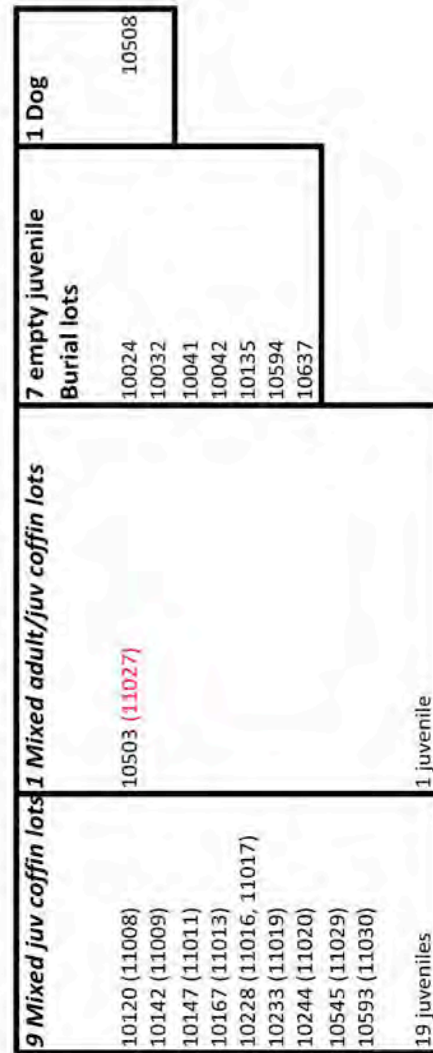 9 Mixed juv coffin lots
10120 (11008)
10142 (11009)
10147 (11011)
10167 (11013)
10228 (11016, 11017)
10233 (11019)
10244 (11020)
10545 (11029)
10593 (11030)
19 juveniles
1 Mixed adult/juv coffin lots
10503 (11027)
1 juvenile
7 empty juvenile
Burial lots
10024
10032
10041
10042
10135
10594
10637
1 Dog
10508